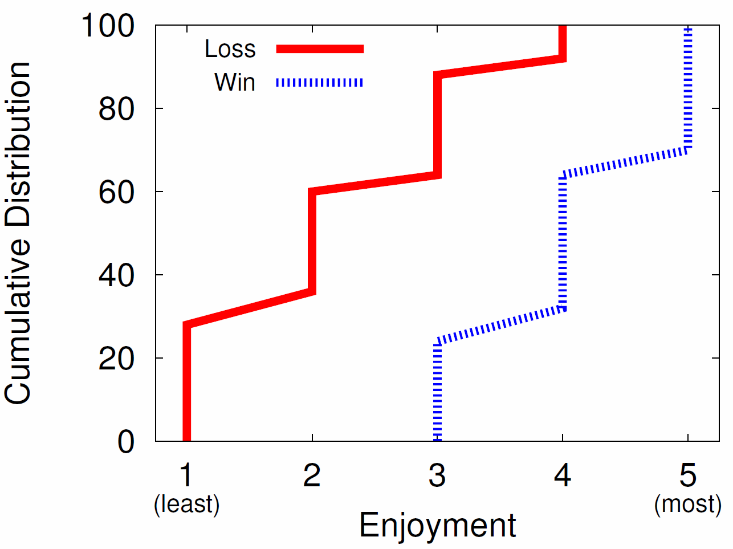 Cumulative Distribution
100
80
60
40
20
0
Loss
Win
1 2 3 4 5
(least) (most)
Enjoyment